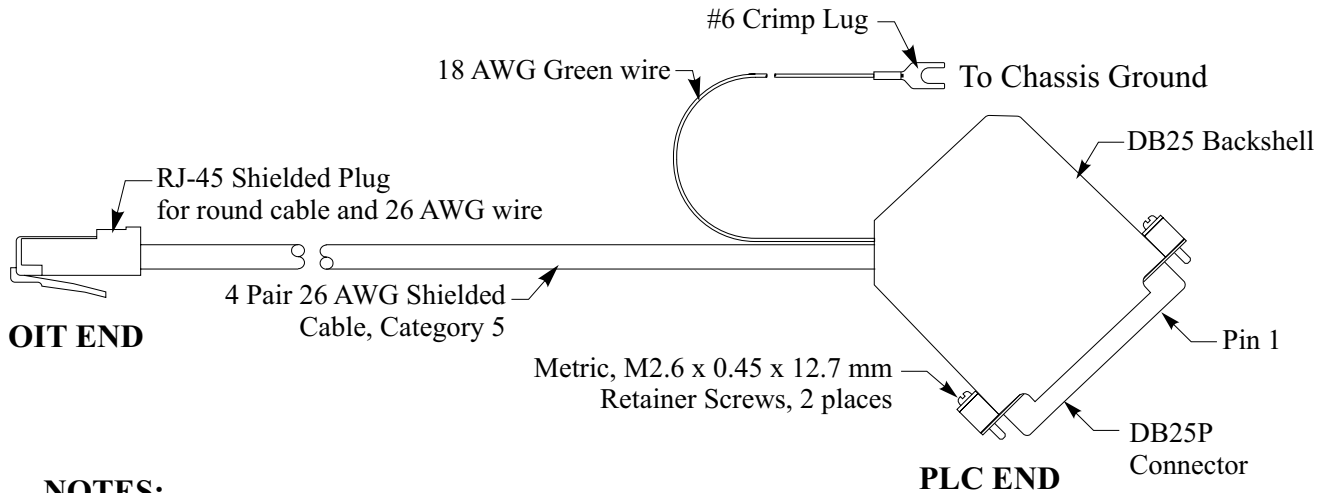 #6 Crimp Lug
18 AWG Green wire
To Chassis Ground
DB25 Backshell
RJ-45 Shielded Plug
for round cable and 26 AWG wire
4 Pair 26 AWG Shielded
Cable, Category 5
OIT END
Pin 1
Metric, M2.6 x 0.45 x 12.7 mm
Retainer Screws, 2 places
DB25P
Connector
PLC END
NOTES: